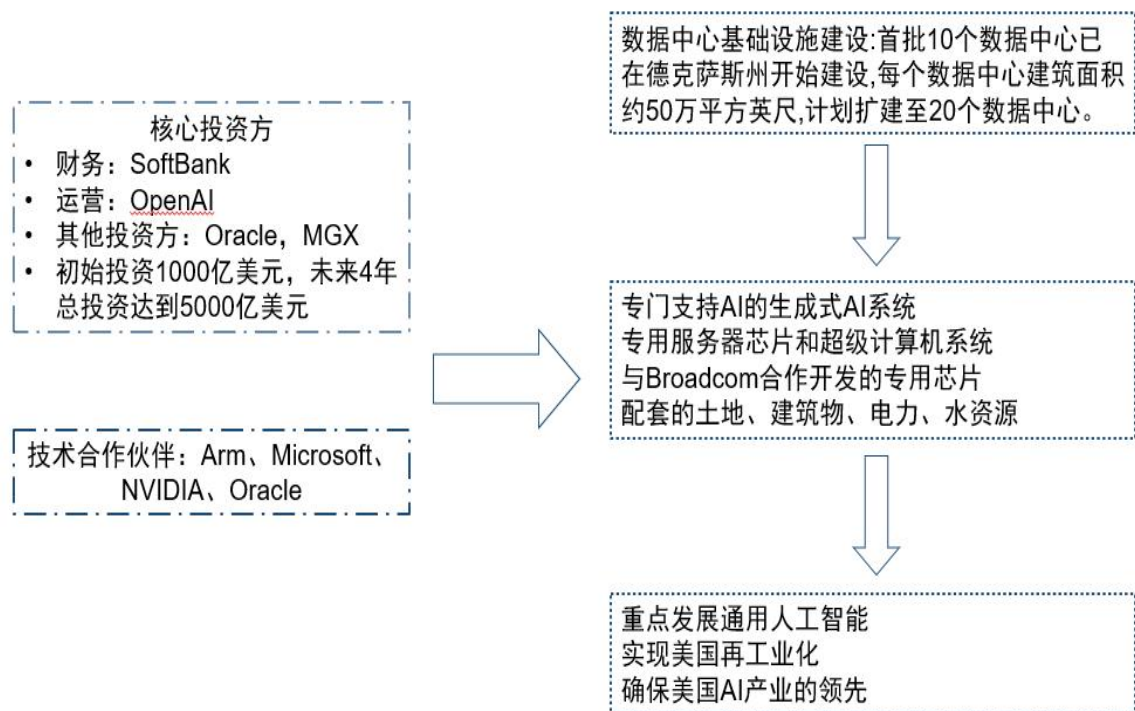 核心投资方
• 财务：SoftBank
• 运营：OpenAI
• 其他投资方：Oracle，MGX
• 初始投资1000亿美元，未来4年
总投资达到5000亿美元
技术合作伙伴：Arm、Microsoft、
NVIDIA、Oracle
数据中心基础设施建设:首批10个数据中心已
在德克萨斯州开始建设,每个数据中心建筑面积
约50万平方英尺,计划扩建至20个数据中心。
专门支持AI的生成式AI系统
专用服务器芯片和超级计算机系统
与Broadcom合作开发的专用芯片
配套的土地、建筑物、电力、水资源
重点发展通用人工智能
实现美国再工业化
确保美国AI产业的领先